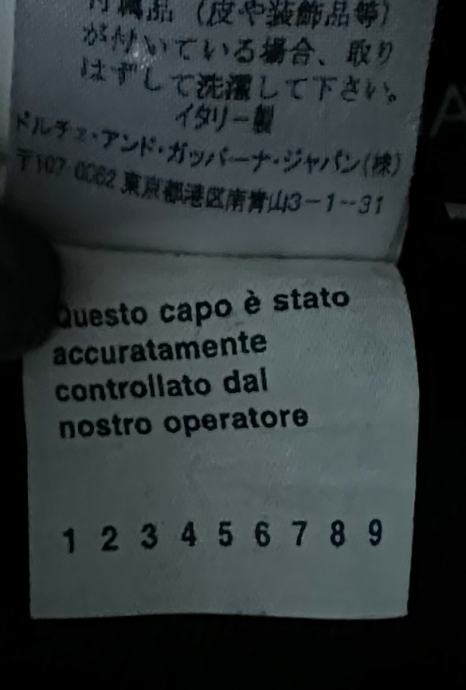 付属品（皮や装飾品等）
が付いている場合、取り
はずして洗濯して下さい。
イタリー製
ドルチェ・アンド・ガッバーナ・ジャパン(株)
〒107-0062 東京都港区南青山3-1-31
Questo capo è stato
accuratamente
controllato dal
nostro operatore
1 2 3 4 5 6 7 8 9